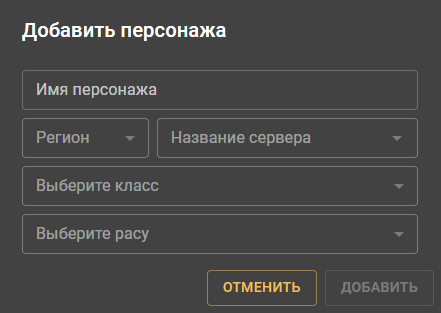 Добавить персонажа
Имя персонажа
Регион Название сервера
Выберите класс
Выберите расу
ОТМЕНИТЬ ДОБАВИТЬ